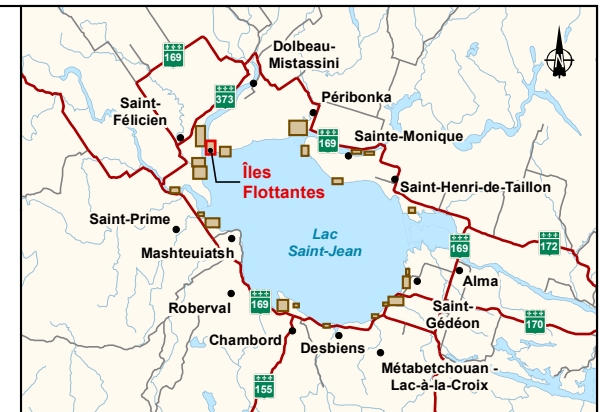 169
Dolbeau-
Mistassini
373
Péribonka
Saint-
Félicien
169
Sainte-Monique
Îles
Flottantes
Saint-Henri-de-Taillon
Saint-Prime
Lac
Saint-Jean
169
172
Mashteuiatsh
Alma
Roberval
169
Saint-
Gédéon
170
Chambord
Desbiens
Métabetchouan -
Lac-à-la-Croix
155
N